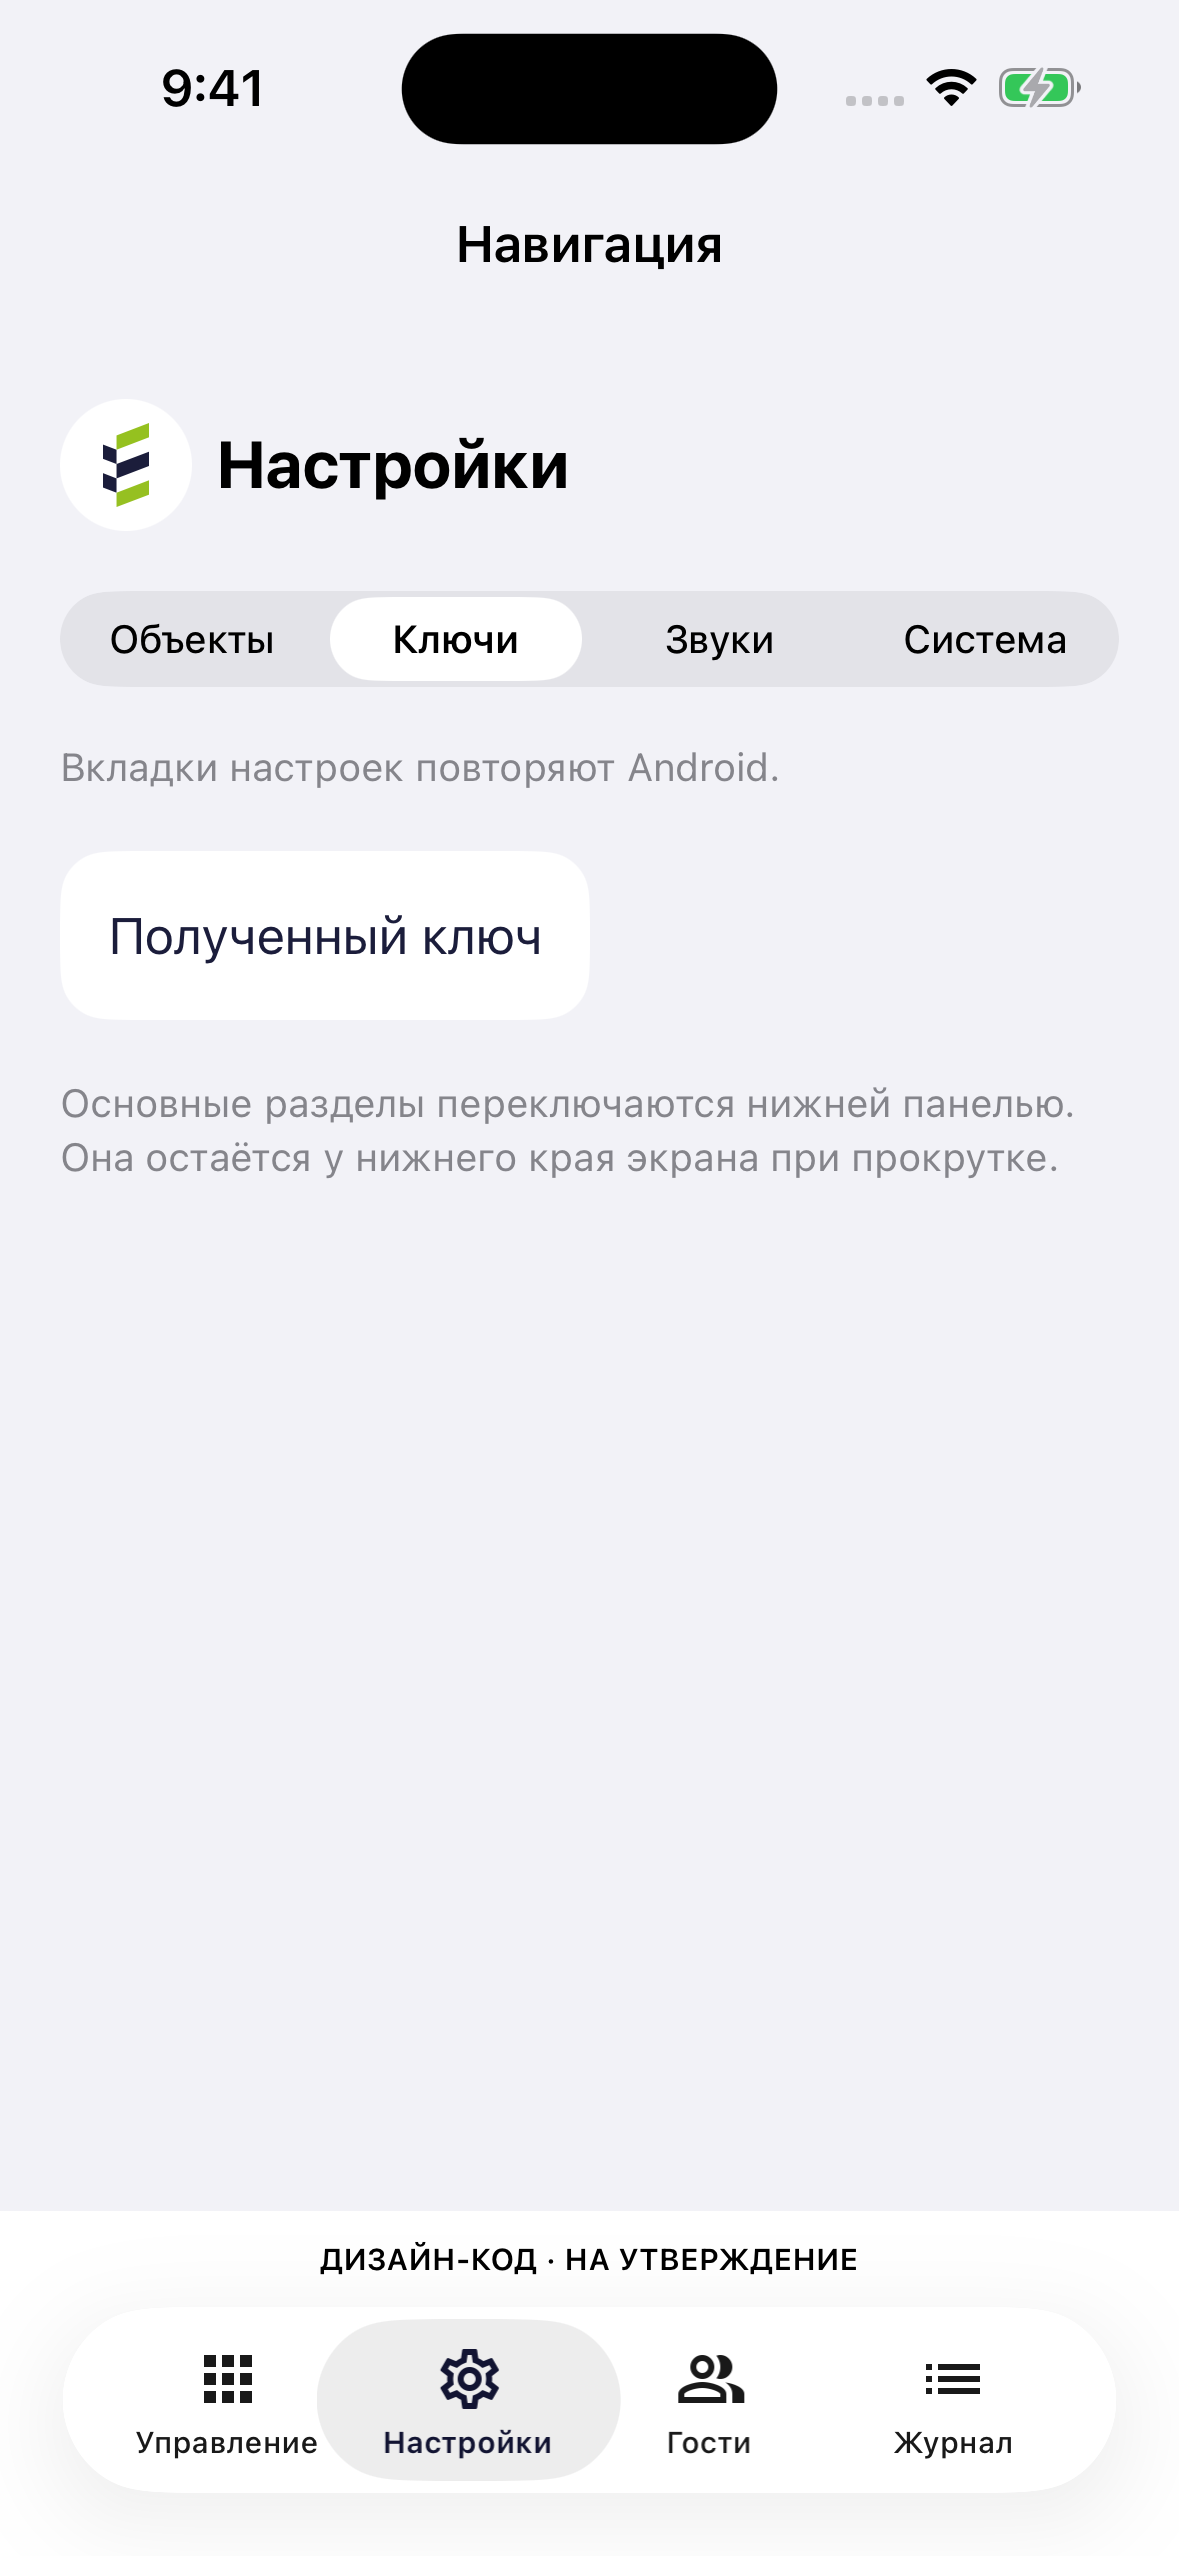 9:41
Навигация
Настройки
Объекты
Ключи
Звуки
Система
Вкладки настроек повторяют Android.
Полученный ключ
Основные разделы переключаются нижней панелью.
Она остаётся у нижнего края экрана при прокрутке.
ДИЗАЙН-КОД · НА УТВЕРЖДЕНИЕ
Управление
Настройки
Гости
Журнал